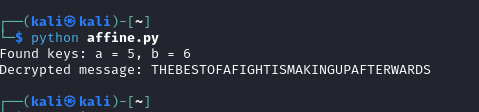 ┌──(kali㉿kali)-[~]
└─$ python affine.py
Found keys: a = 5, b = 6
Decrypted message: THEBESTOFAFIGHTISMAKINGUPAFTERWARDS
┌──(kali㉿kali)-[~]